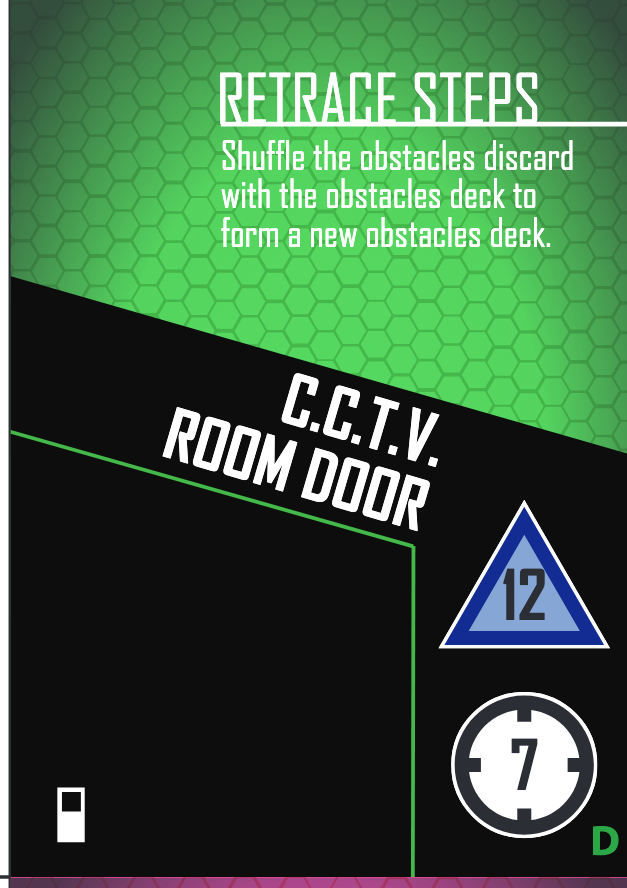 RETRACE STEPS
Shuffle the obstacles discard
with the obstacles deck to
form a new obstacles deck.
C.C.T.V.
ROOM DOOR
12
7
D